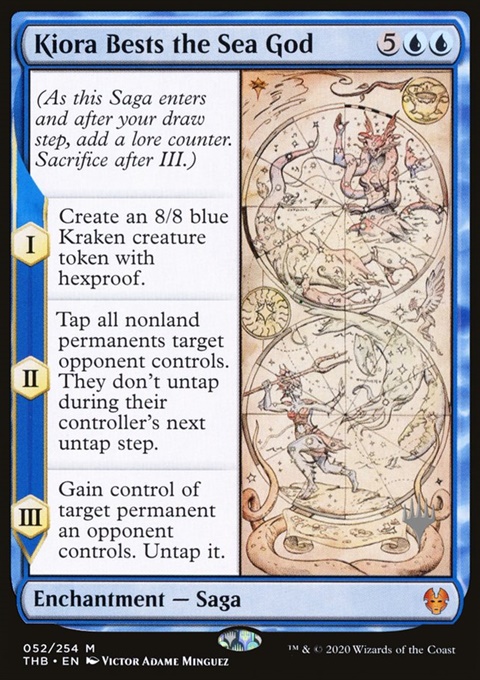 Kiora Bests the Sea God 5
(As this Saga enters
and after your draw
step, add a lore counter.
Sacrifice after III.)
I
Create an 8/8 blue
Kraken creature
token with
hexproof.
II
Tap all nonland
permanents target
opponent controls.
They don't untap
during their
controller's next
untap step.
III
Gain control of
target permanent
an opponent
controls. Untap it.
Enchantment — Saga
052/254 M
THB • EN Victor Adame Minguez
™ & © 2020 Wizards of the Coast